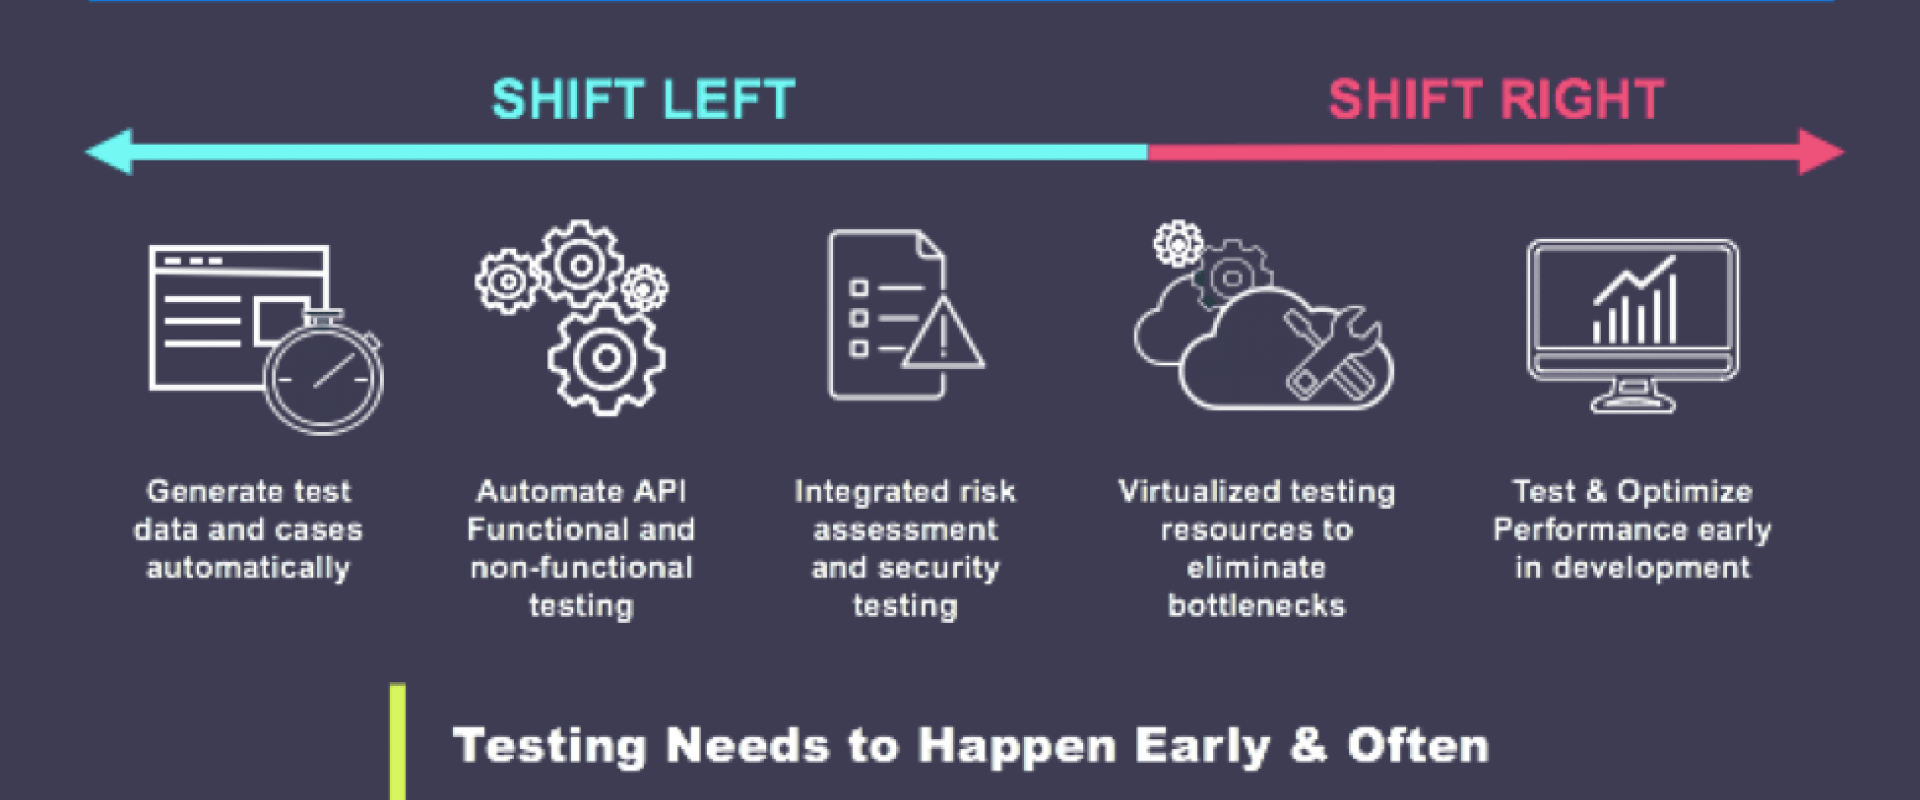 SHIFT LEFT
SHIFT RIGHT
Generate test
data and cases
automatically
Automate API
Functional and
non-functional
testing
Integrated risk
assessment
and security
testing
Virtualized testing
resources to
eliminate
bottlenecks
Test & Optimize
Performance early
in development
Testing Needs to Happen Early & Often